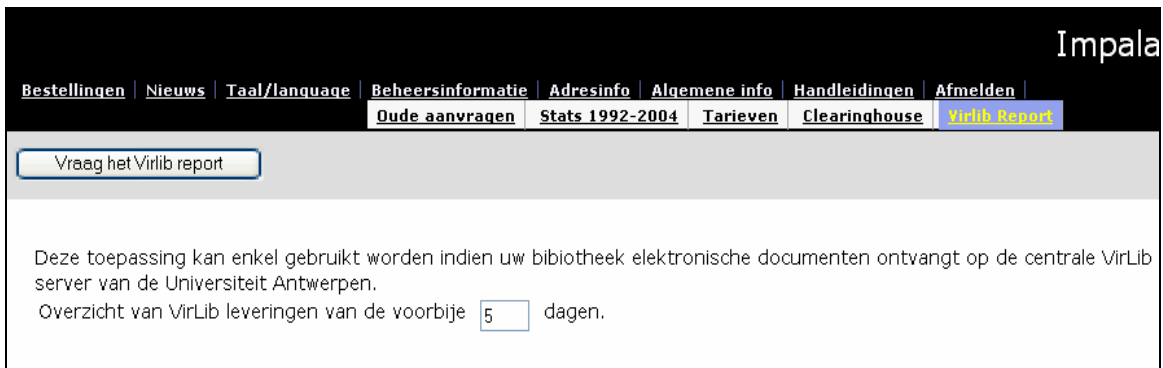 Impala
Bestellingen | Nieuws | Taal/language | Beheersinformatie | Adresinfo | Algemene info | Handleidingen | Afmelden |
Oude aanvragen | Stats 1992-2004 | Tarieven | Clearinghouse | Virlib Report
Vraag het Virlib report
Deze toepassing kan enkel gebruikt worden indien uw bibiotheek elektronische documenten ontvangt op de centrale VirLib
server van de Universiteit Antwerpen.
Overzicht van VirLib leveringen van de voorbije 5 dagen.